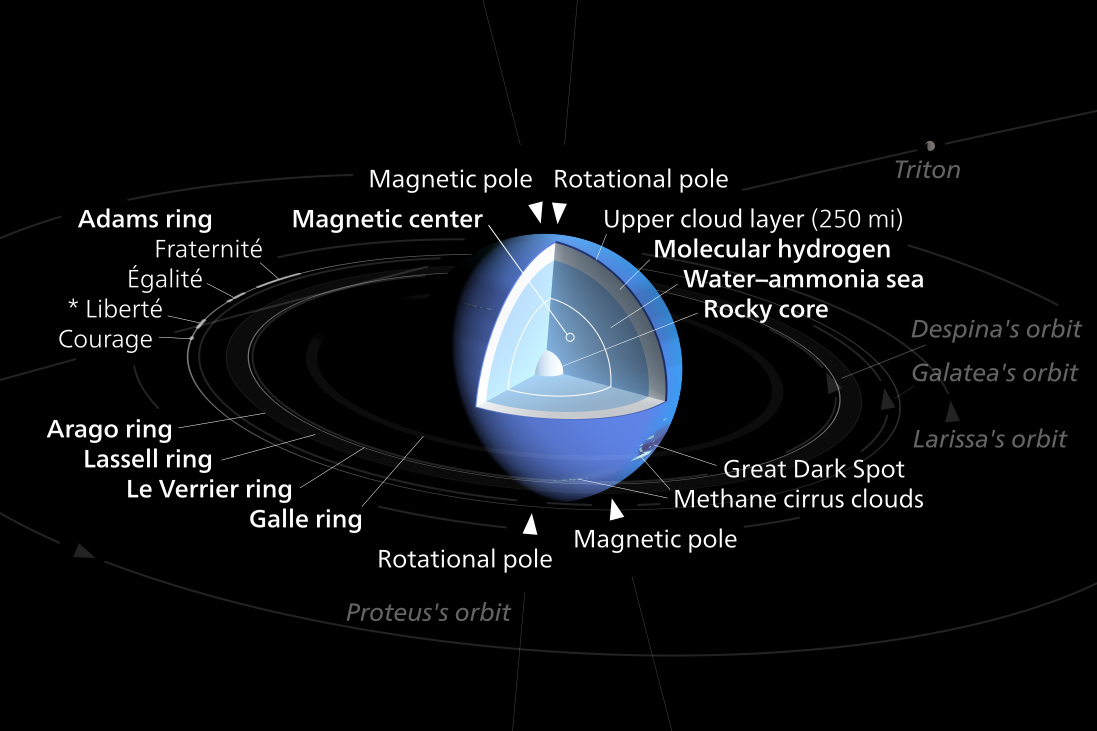 Magnetic pole
Rotational pole
Triton
Adams ring
Magnetic center
Upper cloud layer (250 mi)
Fraternité
Molecular hydrogen
Égalité
Water–ammonia sea
* Liberté
Rocky core
Courage
Despina's orbit
Galatea's orbit
Arago ring
Larissa's orbit
Lassell ring
Great Dark Spot
Le Verrier ring
Methane cirrus clouds
Galle ring
Magnetic pole
Rotational pole
Proteus's orbit